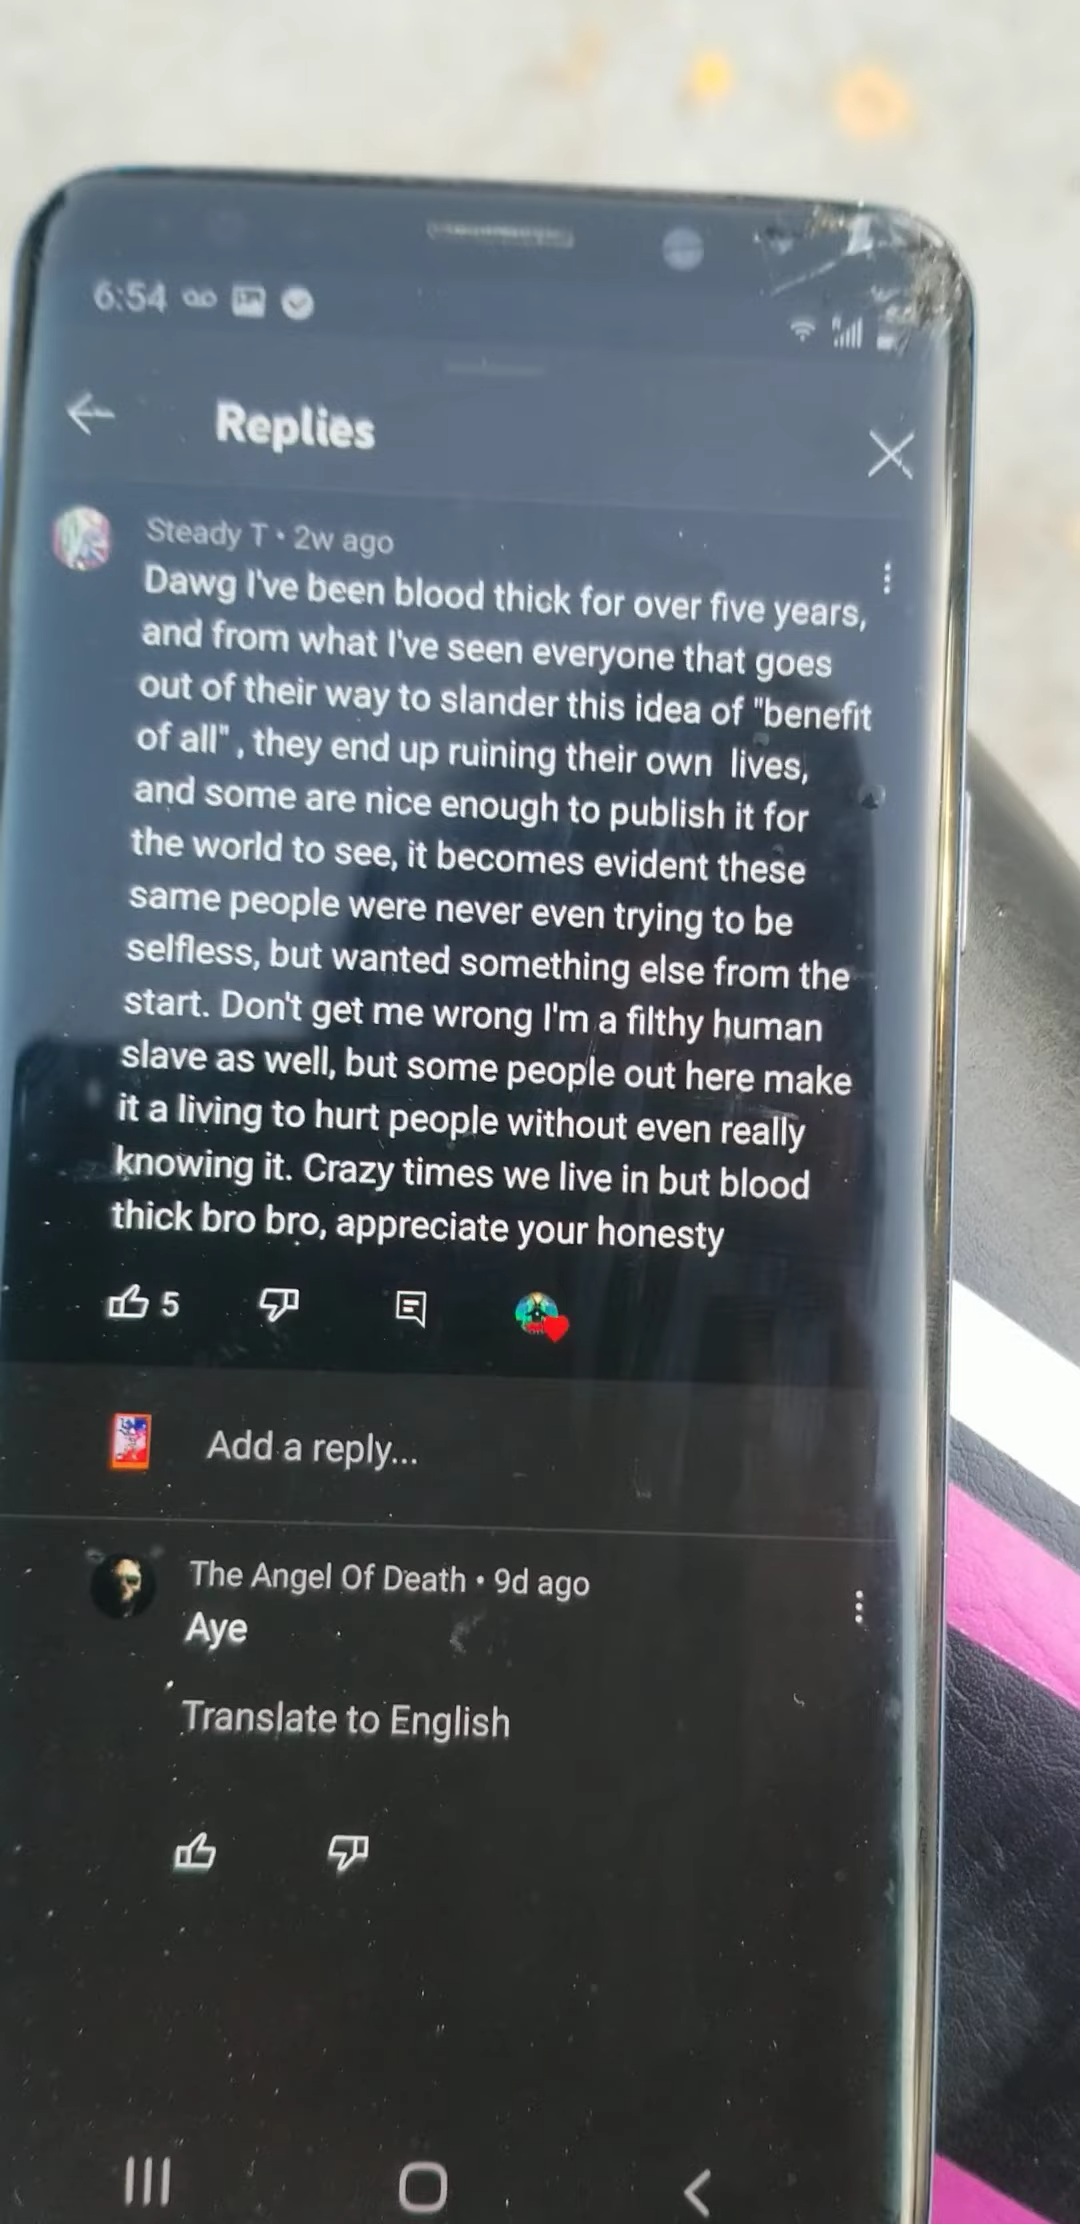 6:54
Replies
Steady T • 2w ago
Dawg I've been blood thick for over five years,
and from what I've seen everyone that goes
out of their way to slander this idea of "benefit
of all" , they end up ruining their own lives,
and some are nice enough to publish it for
the world to see, it becomes evident these
same people were never even trying to be
selfless, but wanted something else from the
start. Don't get me wrong I'm a filthy human
slave as well, but some people out here make
it a living to hurt people without even really
knowing it. Crazy times we live in but blood
thick bro bro, appreciate your honesty
5
Add a reply...
The Angel Of Death • 9d ago
Aye
Translate to English